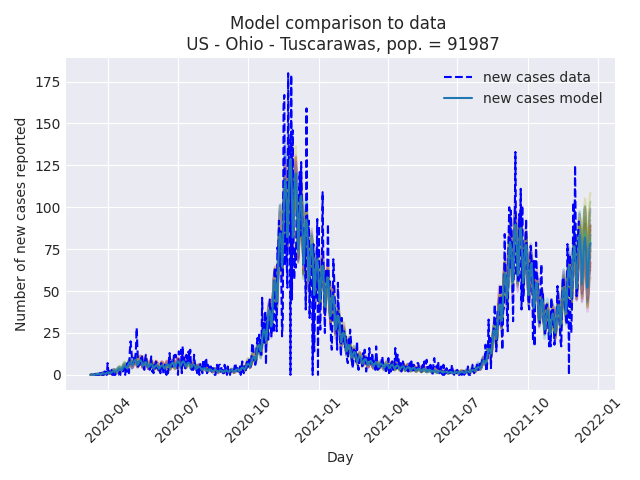 Model comparison to data
US - Ohio - Tuscarawas, pop. = 91987
new cases data
new cases model
Number of new cases reported
175
150
125
100
75
50
25
0
2020-04
2020-07
2020-10
2021-01
2021-04
2021-07
2021-10
2022-01
Day